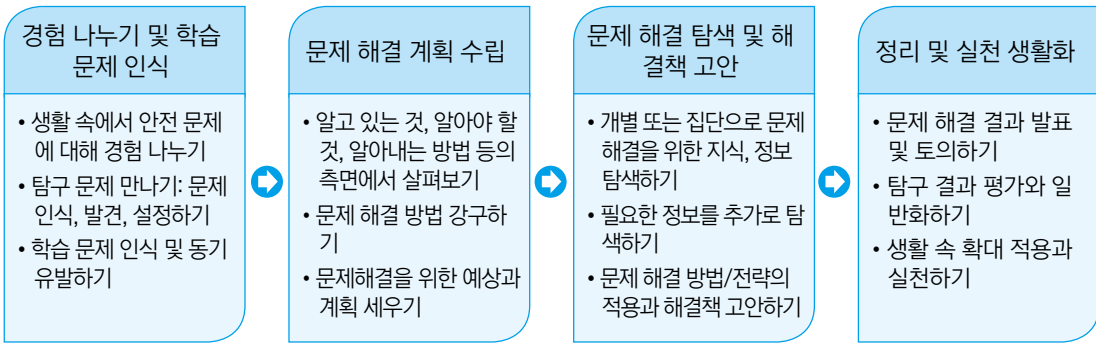 경험 나누기 및 학습
문제 인식
• 생활 속에서 안전 문제
에 대해 경험 나누기
• 탐구 문제 만나기: 문제
인식, 발견, 설정하기
• 학습 문제 인식 및 동기
유발하기
문제 해결 계획 수립
• 알고 있는 것, 알아야 할
것, 알아내는 방법 등의
측면에서 살펴보기
• 문제 해결 방법 강구하
기
• 문제해결을 위한 예상과
계획 세우기
문제 해결 탐색 및 해
결책 고안
• 개별 또는 집단으로 문제
해결을 위한 지식, 정보
탐색하기
• 필요한 정보를 추가로 탐
색하기
• 문제 해결 방법/전략의
적용과 해결책 고안하기
정리 및 실천 생활화
• 문제 해결 결과 발표
및 토의하기
• 탐구 결과 평가와 일
반화하기
• 생활 속 확대 적용과
실천하기